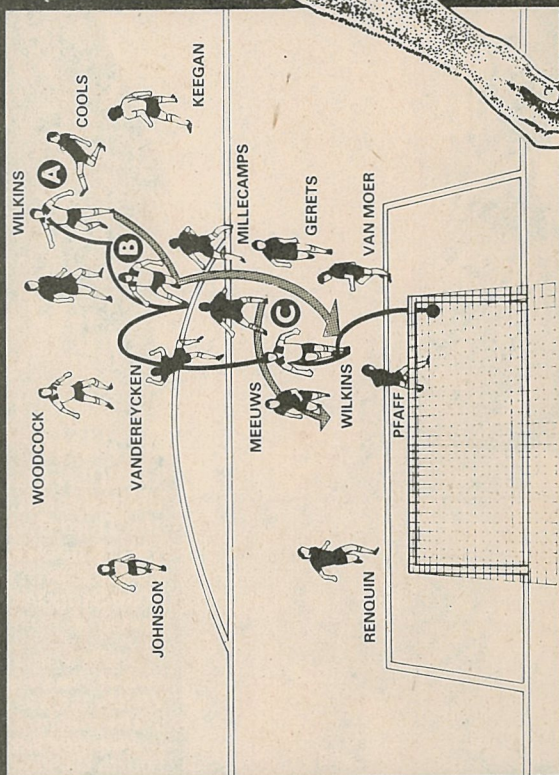 WILKINS
COOLS
KEEGAN
A
B
WOODCOCK
VANDEREYCKEN
MILLECAMPS
GERETS
VAN MOER
C
MEEUWS
WILKINS
PFAFF
JOHNSON
RENQUIN